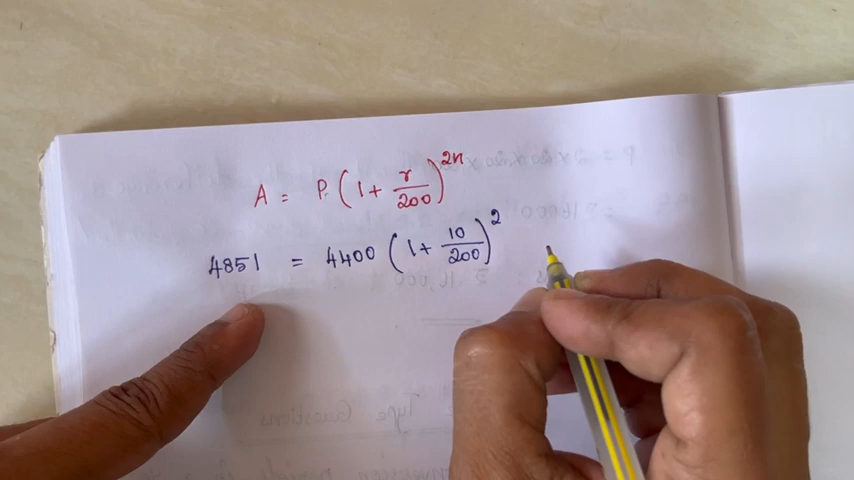 A = P. (1 + r/200)^2n
4851 = 4400 (1 + 10/200)^2